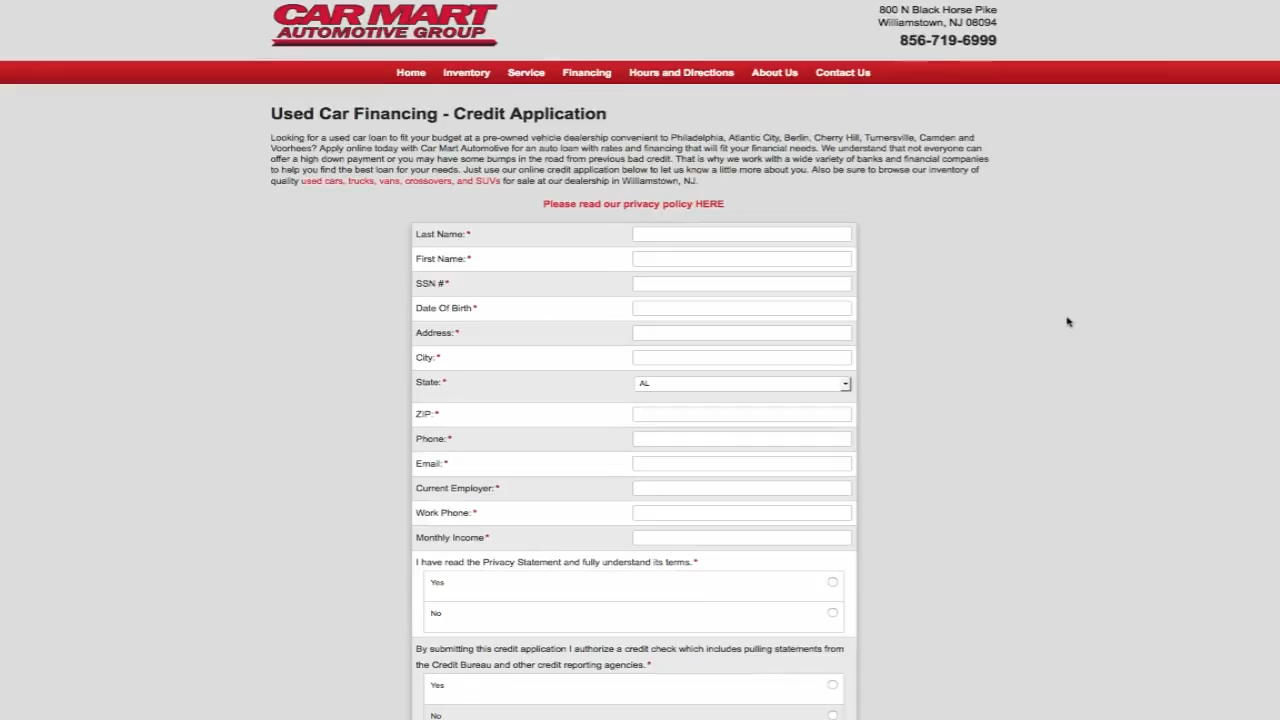 CAR MART
AUTOMOTIVE GROUP
800 N Black Horse Pike
Williamstown, NJ 08094
856-719-6999
Home Inventory Service Financing Hours and Directions About Us Contact Us
Used Car Financing - Credit Application
Looking for a used car loan to fit your budget at a pre-owned vehicle dealership convenient to Philadelphia, Atlantic City, Berlin, Cherry Hill, Turnersville, Camden and
Voorhees? Apply online today with Car Mart Automotive for an auto loan with rates and financing that will fit your financial needs. We understand that not everyone can
offer a high down payment or you may have some bumps in the road from previous bad credit. That is why we work with a wide variety of banks and financial companies
to help you find the best loan for your needs. Just use our online credit application below to let us know a little more about you. Also be sure to browse our inventory of
quality used cars, trucks, vans, crossovers, and SUVs for sale at our dealership in Williamstown, NJ.
Please read our privacy policy HERE
Last Name:*
First Name:*
SSN #*
Date Of Birth*
Address:*
City:*
State:* AL
ZIP:*
Phone:*
Email:*
Current Employer:*
Work Phone:*
Monthly Income*
I have read the Privacy Statement and fully understand its terms.*
Yes
No
By submitting this credit application I authorize a credit check which includes pulling statements from
the Credit Bureau and other credit reporting agencies.*
Yes
No